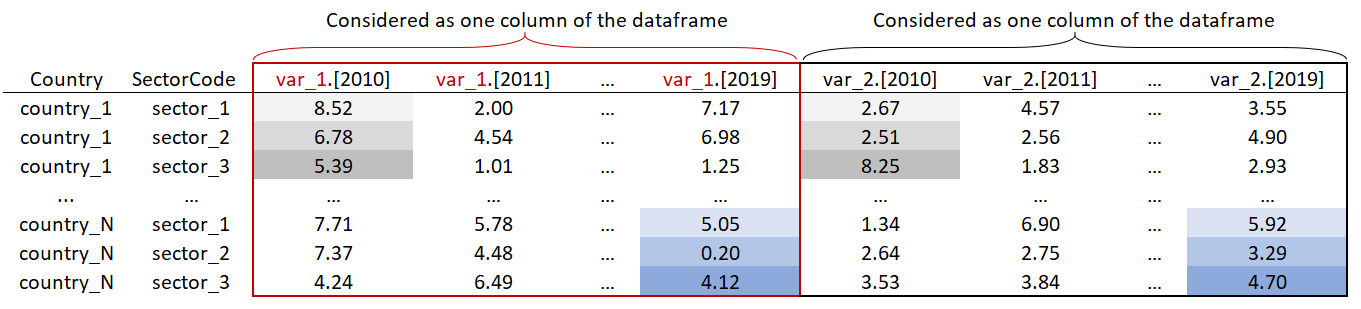 Considered as one column of the dataframe Considered as one column of the dataframe
Country SectorCode var_1.[2010] var_1.[2011] ... var_1.[2019] var_2.[2010] var_2.[2011] ... var_2.[2019]
country_1 sector_1 8.52 2.00 ... 7.17 2.67 4.57 ... 3.55
country_1 sector_2 6.78 4.54 ... 6.98 2.51 2.56 ... 4.90
country_1 sector_3 5.39 1.01 ... 1.25 8.25 1.83 ... 2.93
... ... ... ... ... ... ... ... ...
country_N sector_1 7.71 5.78 ... 5.05 1.34 6.90 ... 5.92
country_N sector_2 7.37 4.48 ... 0.20 2.64 2.75 ... 3.29
country_N sector_3 4.24 6.49 ... 4.12 3.53 3.84 ... 4.70